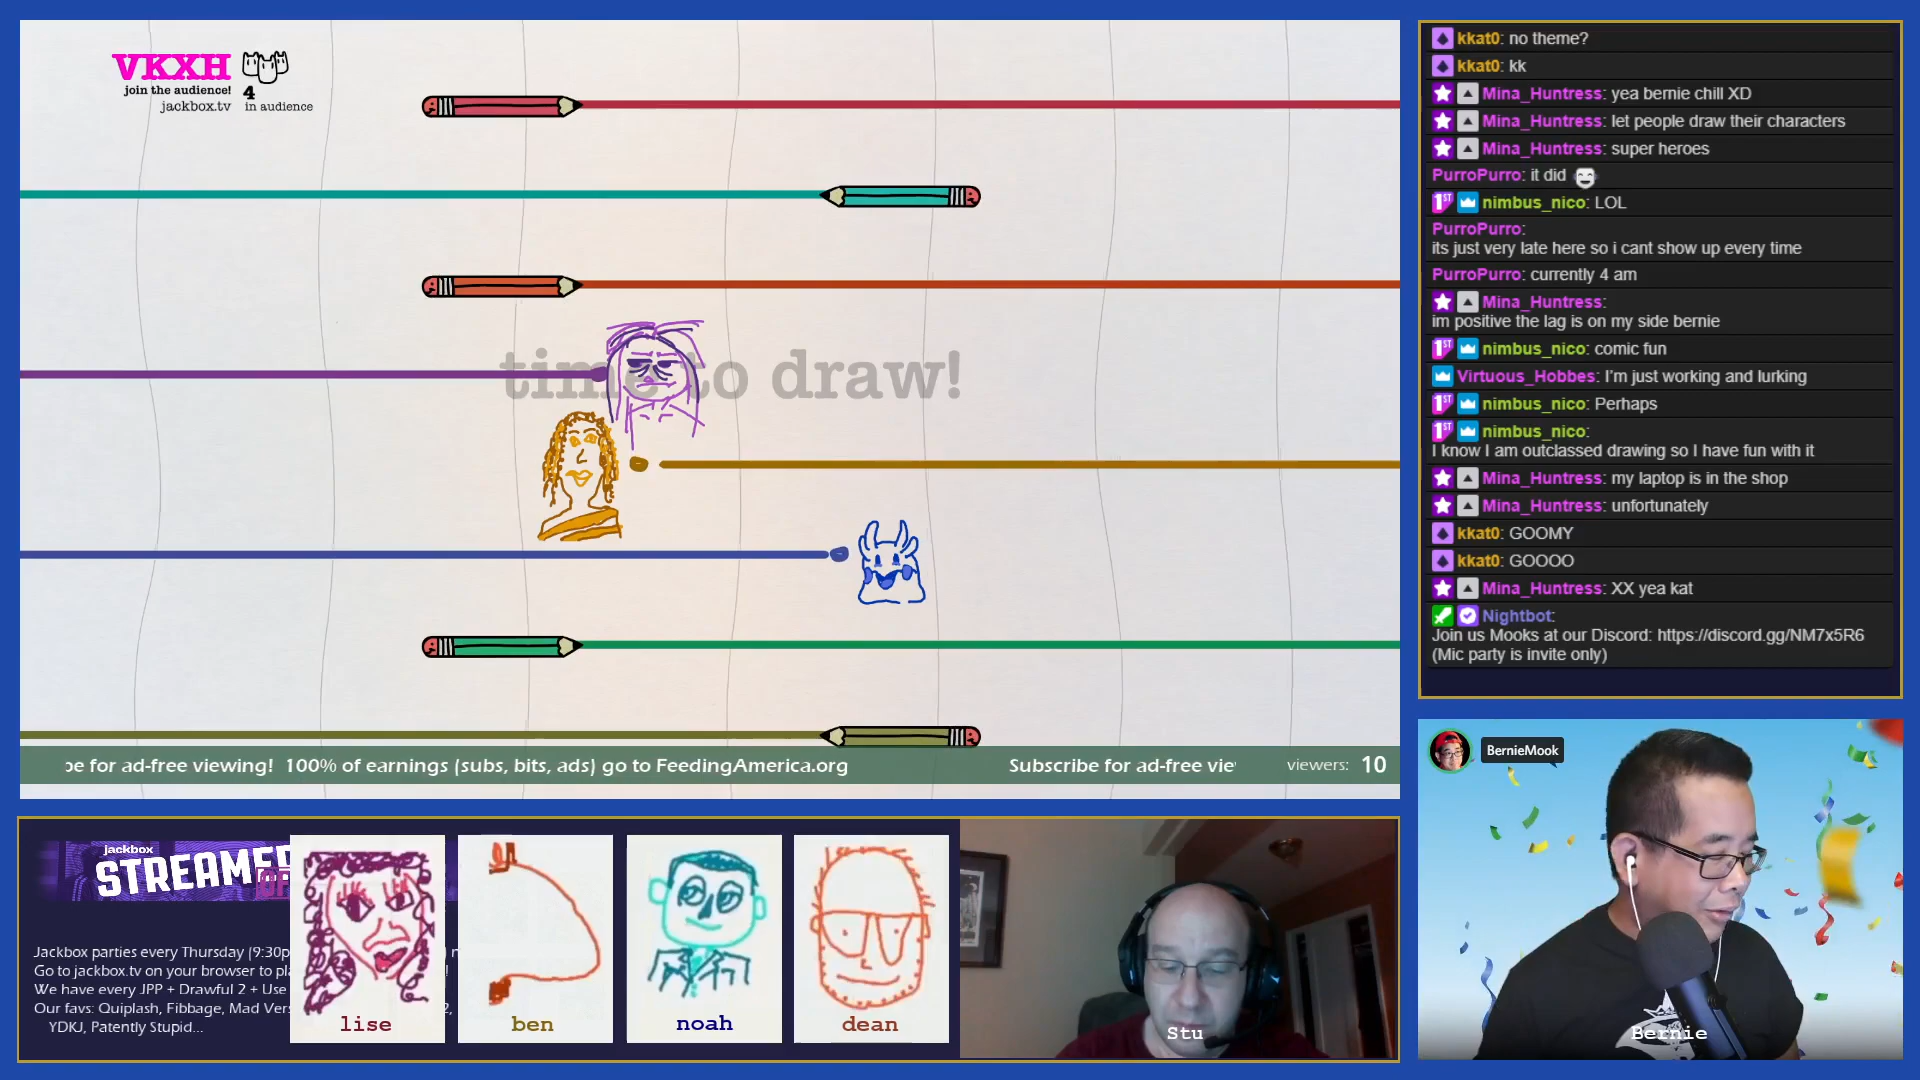 VKXH
join the audience!
jackbox.tv
4
in audience
time to draw!
be for ad-free viewing!  100% of earnings (subs, bits, ads) go to FeedingAmerica.org
Subscribe for ad-free vie
viewers: 10
kkat0: no theme?
kkat0: kk
Mina_Huntress: yea bernie chill XD
Mina_Huntress: let people draw their characters
Mina_Huntress: super heroes
PurroPurro: it did
1ST nimbus_nico: LOL
PurroPurro:
its just very late here so i cant show up every time
PurroPurro: currently 4 am
Mina_Huntress:
im positive the lag is on my side bernie
1ST nimbus_nico: comic fun
Virtuous_Hobbes: I'm just working and lurking
1ST nimbus_nico: Perhaps
1ST nimbus_nico:
I know I am outclassed drawing so I have fun with it
Mina_Huntress: my laptop is in the shop
Mina_Huntress: unfortunately
kkat0: GOOMY
kkat0: GOOOO
Mina_Huntress: XX yea kat
Nightbot:
Join us Mooks at our Discord: https://discord.gg/NM7x5R6
(Mic party is invite only)
BernieMook
Bernie
jackbox
STREAMED
OF
Jackbox parties every Thursday (9:30p
Go to jackbox.tv on your browser to pl
We have every JPP + Drawful 2 + Use
Our favs: Quiplash, Fibbage, Mad Vers
YDKJ, Patently Stupid...
lise
ben
noah
dean
Stu